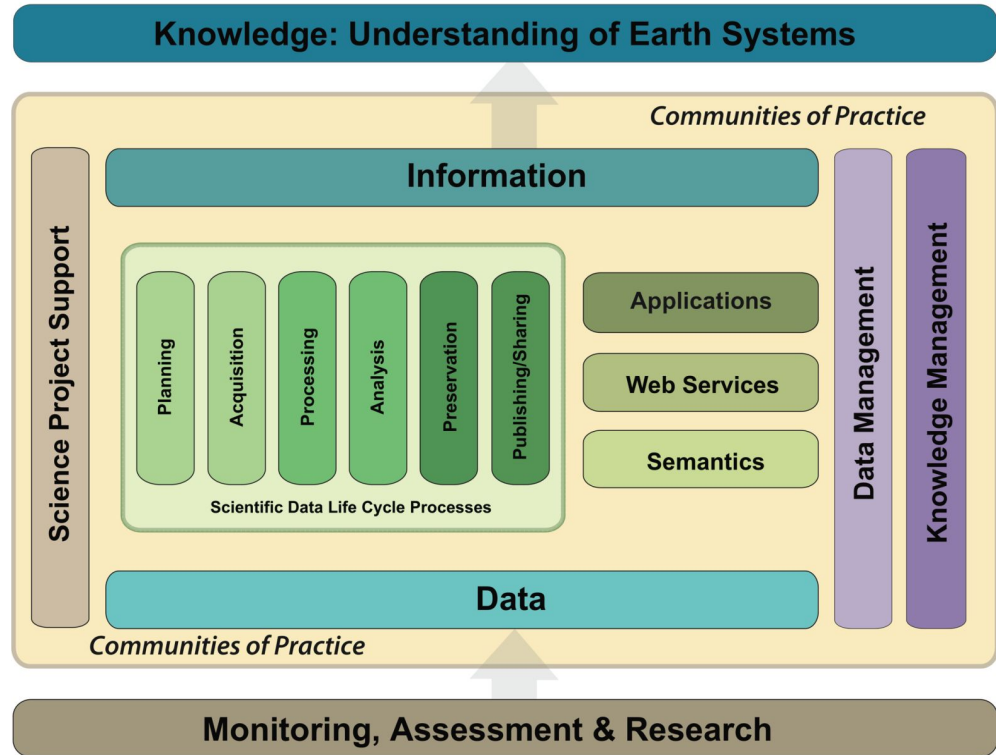 Knowledge: Understanding of Earth Systems
Communities of Practice
Science Project Support
Information
Planning
Acquisition
Processing
Analysis
Preservation
Publishing/Sharing
Scientific Data Life Cycle Processes
Applications
Web Services
Semantics
Data Management
Knowledge Management
Data
Communities of Practice
Monitoring, Assessment & Research